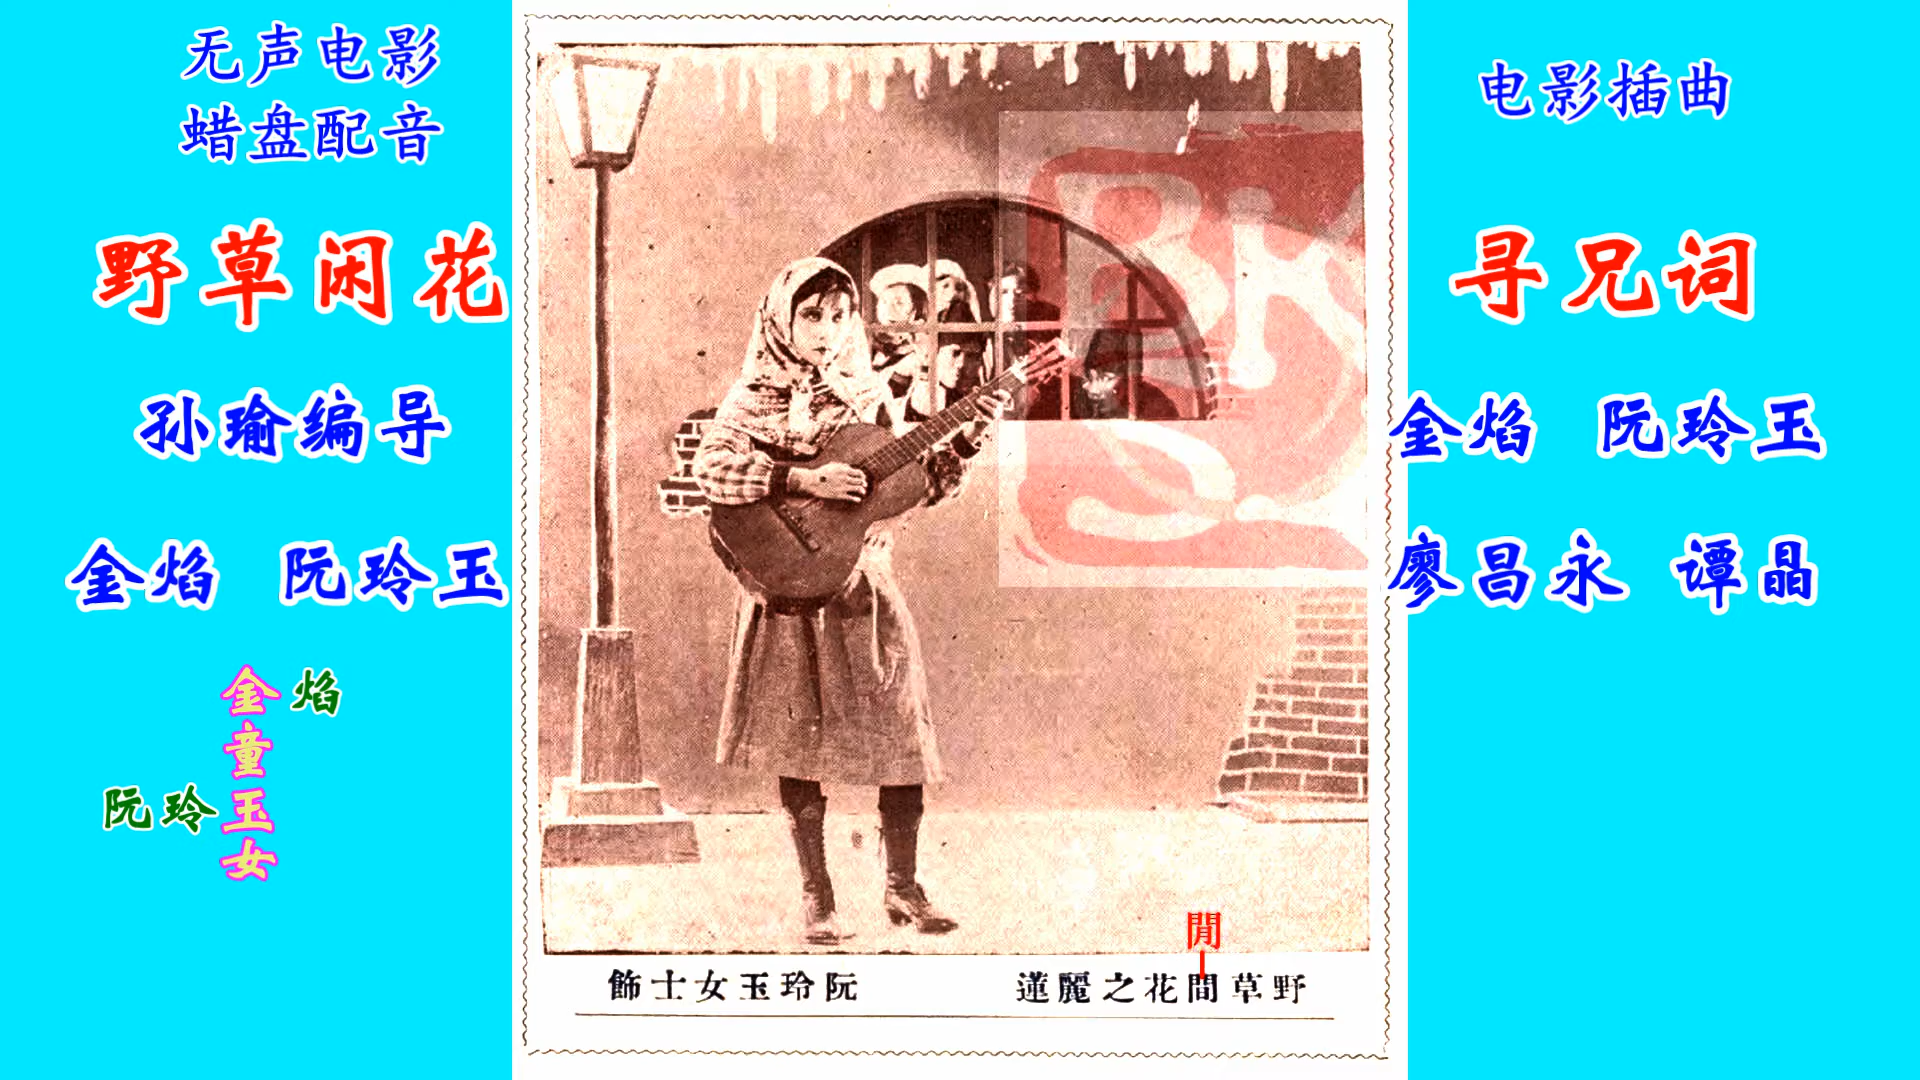 无声电影
蜡盘配音
野草闲花
孙瑜编导
金焰 阮玲玉
金焰
童
阮玲玉
女
电影插曲
寻兄词
金焰 阮玲玉
廖昌永 谭晶
閒
野草間花之麗蓮 阮玲玉女士飾